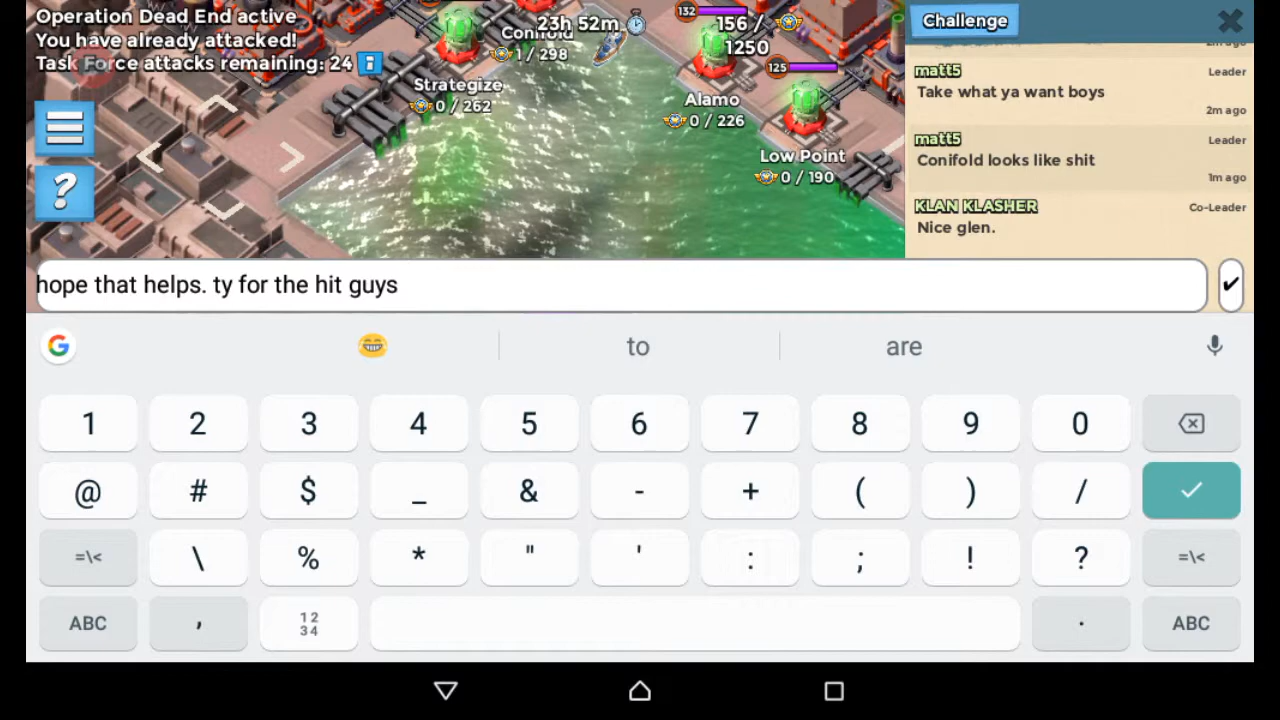 Operation Dead End active
You have already attacked!
Task Force attacks remaining: 24
23h 52m
Conifold
1 / 298
132
156 /
1250
125
Strategize
0 / 262
Alamo
0 / 226
Low Point
0 / 190
?
Challenge
2m ago
matt5
Leader
Take what ya want boys
2m ago
matt5
Leader
Conifold looks like shit
1m ago
KLAN KLASHER
Co-Leader
Nice glen.
hope that helps. ty for the hit guys
G
to
are
1 2 3 4 5 6 7 8 9 0
@ # $ _ & - + ( ) /
=\< \ % * " ' : ; ! ? =\<
ABC , 12 . ABC
34